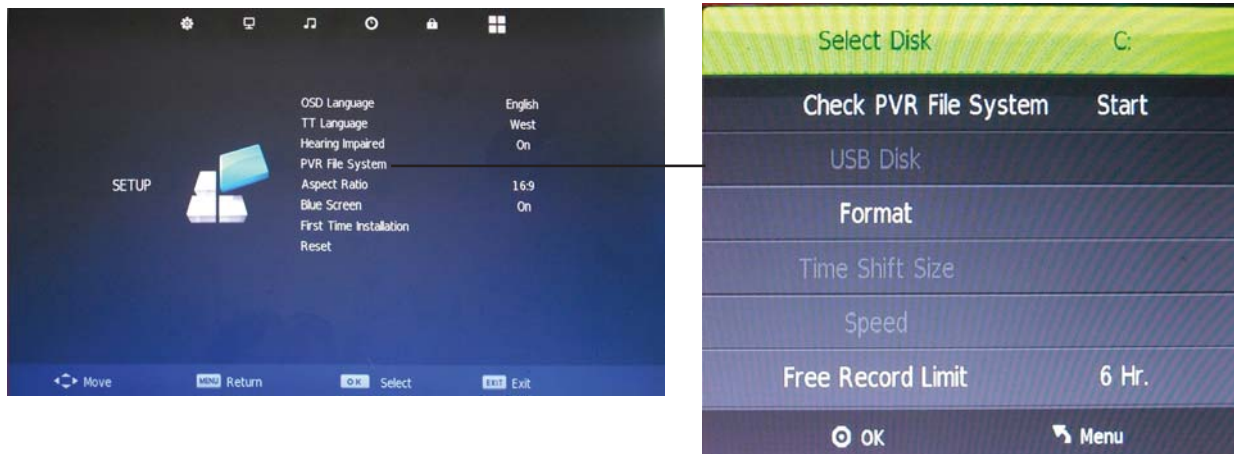 OSD Language English
TT Language West
Hearing Impaired On
PVR File System
SETUP
Aspect Ratio 16:9
Blue Screen On
First Time Installation
Reset
Move MENU Return OK Select EXIT Exit
Select Disk C:
Check PVR File System Start
USB Disk
Format
Time Shift Size
Speed
Free Record Limit 6 Hr.
OK Menu